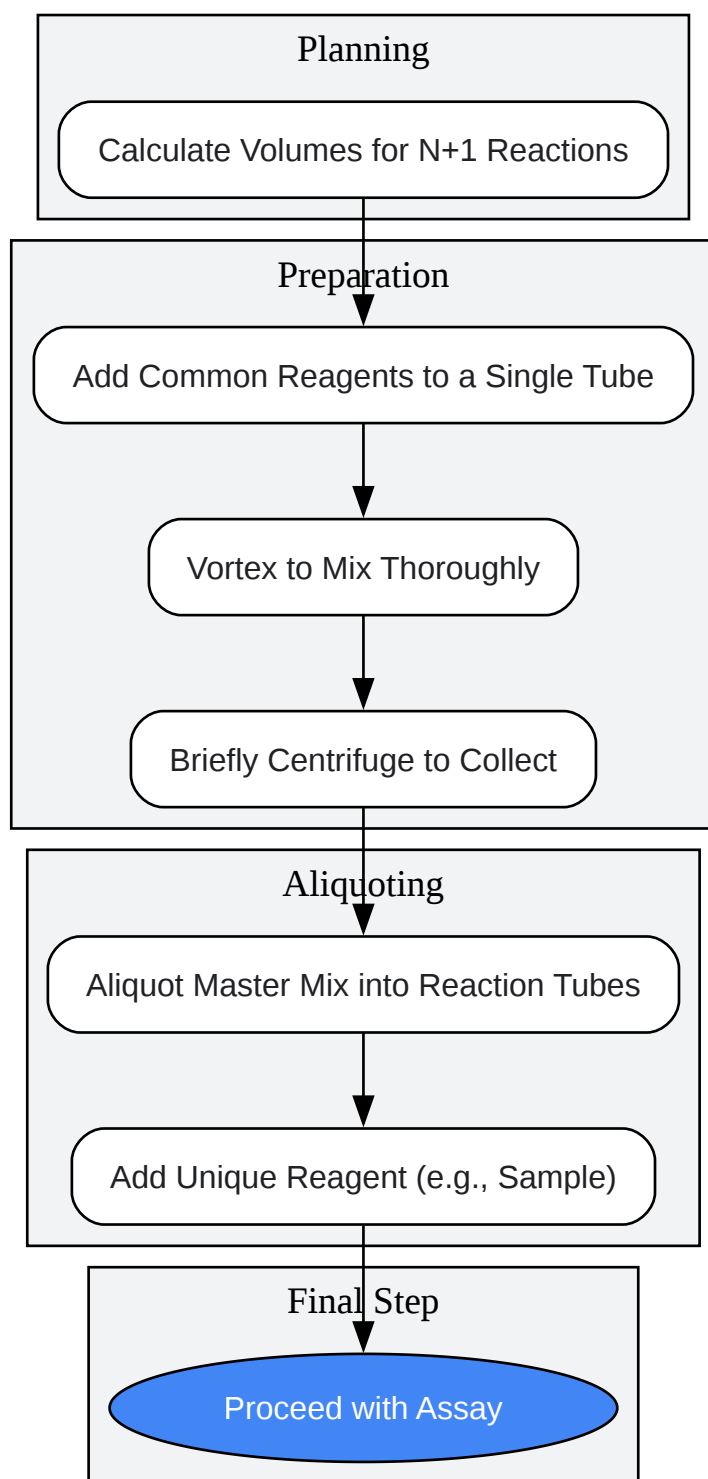 Planning
Calculate Volumes for N+1 Reactions
Preparation
Add Common Reagents to a Single Tube
Vortex to Mix Thoroughly
Briefly Centrifuge to Collect
Aliquoting
Aliquot Master Mix into Reaction Tubes
Add Unique Reagent (e.g., Sample)
Final Step
Proceed with Assay